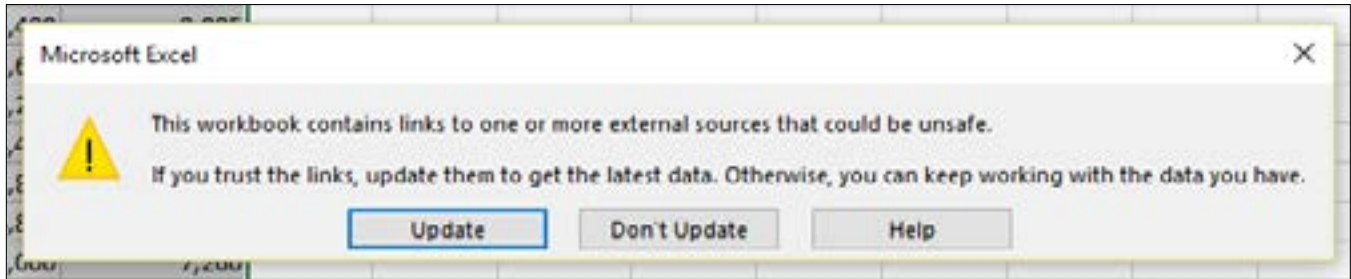 Microsoft Excel
This workbook contains links to one or more external sources that could be unsafe.
If you trust the links, update them to get the latest data. Otherwise, you can keep working with the data you have.
Update Don't Update Help